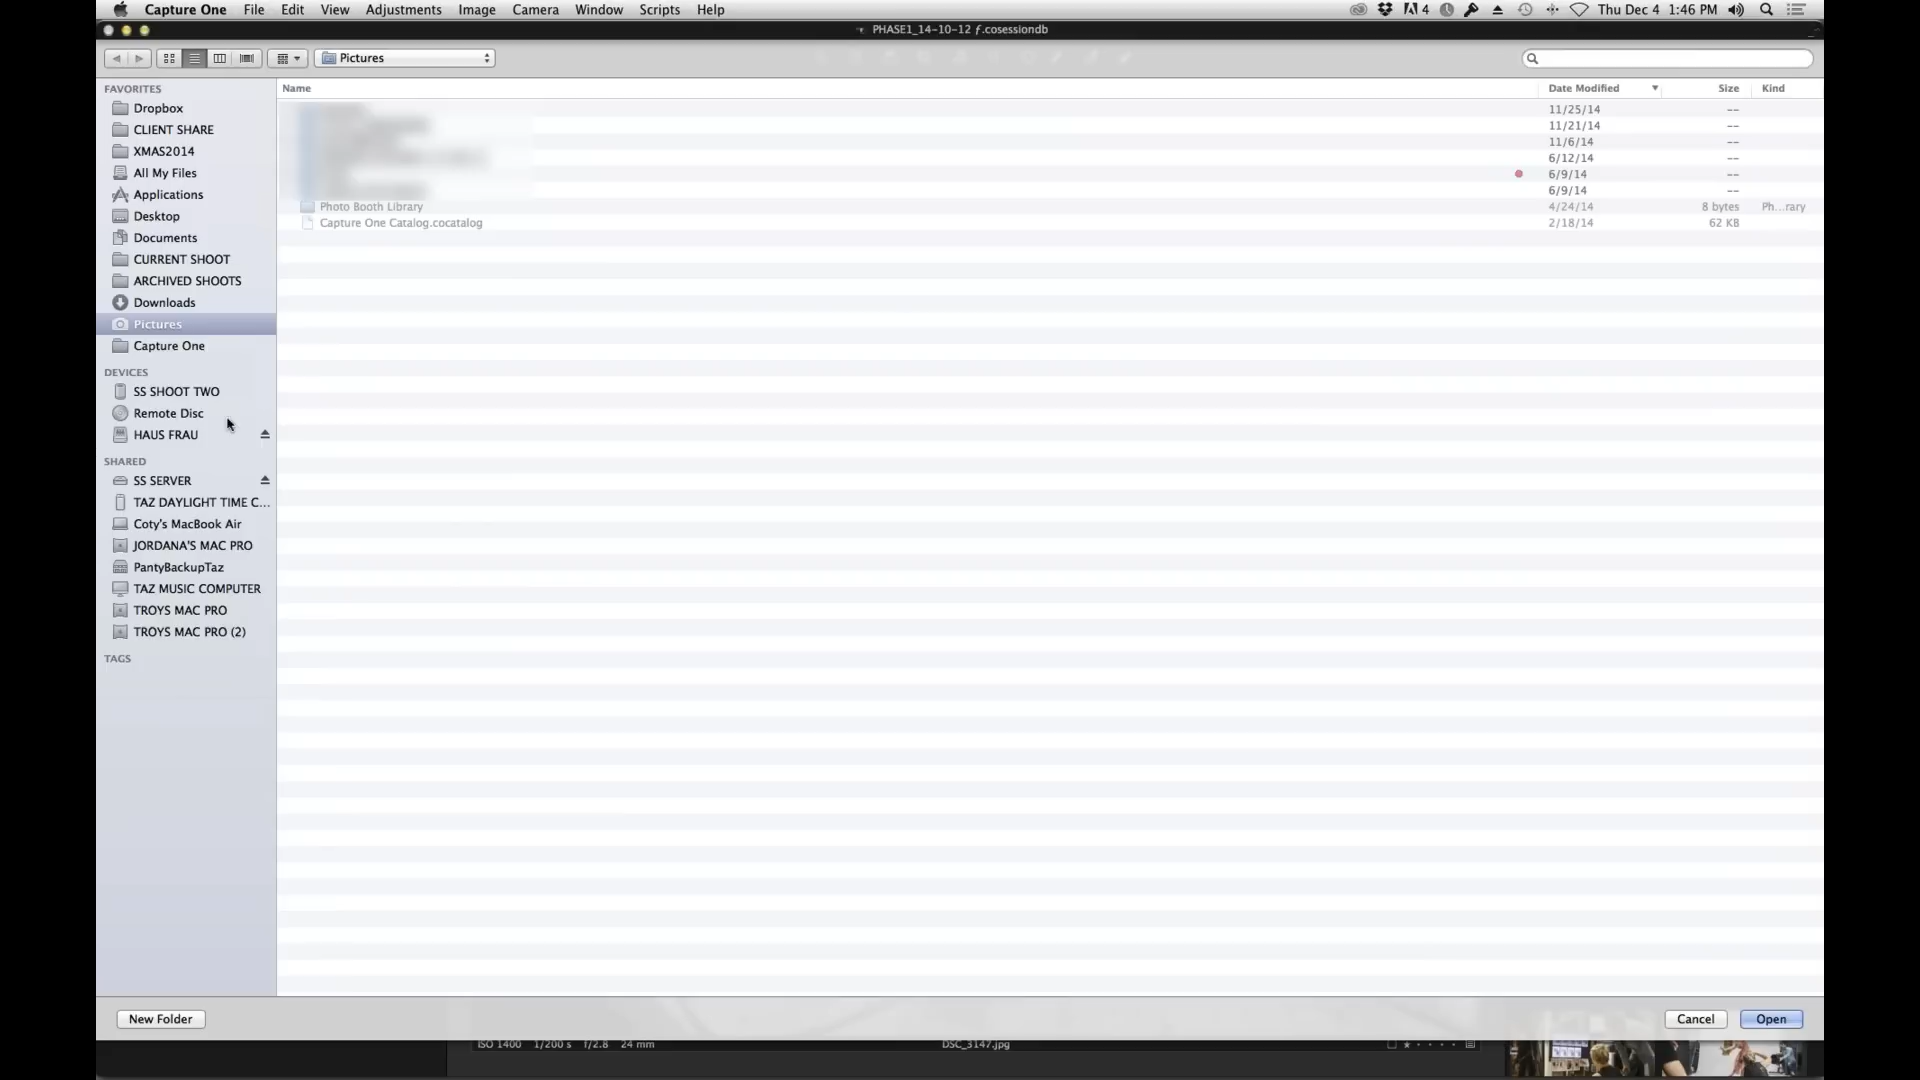 Capture One File Edit View Adjustments Image Camera Window Scripts Help 4 Thu Dec 4 1:46 PM
PHASE1_14-10-12 f.cosessiondb
Pictures
FAVORITES
Dropbox
CLIENT SHARE
XMAS2014
All My Files
Applications
Desktop
Documents
CURRENT SHOOT
ARCHIVED SHOOTS
Downloads
Pictures
Capture One
DEVICES
SS SHOOT TWO
Remote Disc
HAUS FRAU
SHARED
SS SERVER
TAZ DAYLIGHT TIME C...
Coty's MacBook Air
JORDANA'S MAC PRO
PantyBackupTaz
TAZ MUSIC COMPUTER
TROYS MAC PRO
TROYS MAC PRO (2)
TAGS
Name Date Modified Size Kind
11/25/14 --
11/21/14 --
11/6/14 --
6/12/14 --
6/9/14 --
6/9/14 --
Photo Booth Library 4/24/14 8 bytes Ph...rary
Capture One Catalog.cocatalog 2/18/14 62 KB
New Folder Cancel Open
ISO 1400 1/200 s f/2.8 24 mm DSC_3147.jpg